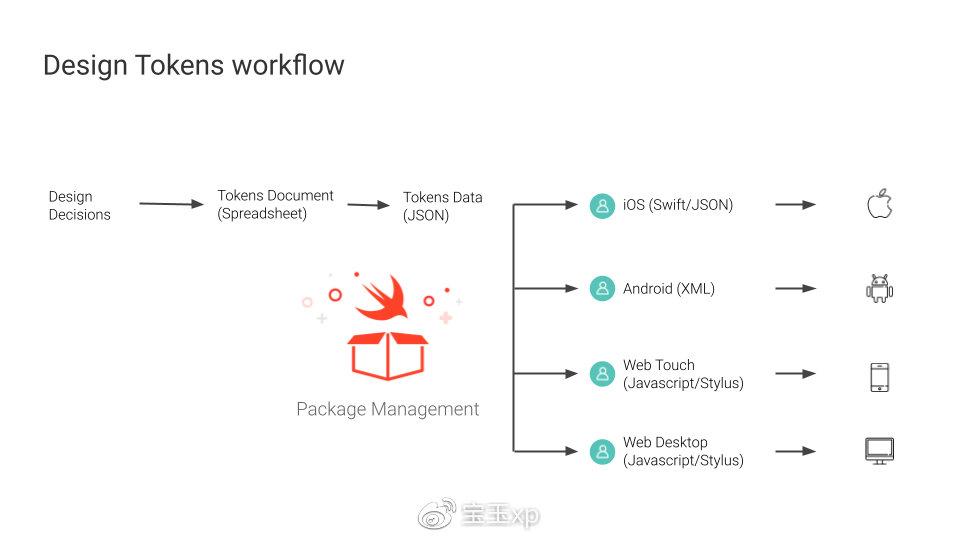 Design Tokens workflow
Design
Decisions
Tokens Document
(Spreadsheet)
Tokens Data
(JSON)
iOS (Swift/JSON)
Android (XML)
Web Touch
(Javascript/Stylus)
Web Desktop
(Javascript/Stylus)
Package Management
宝玉xp